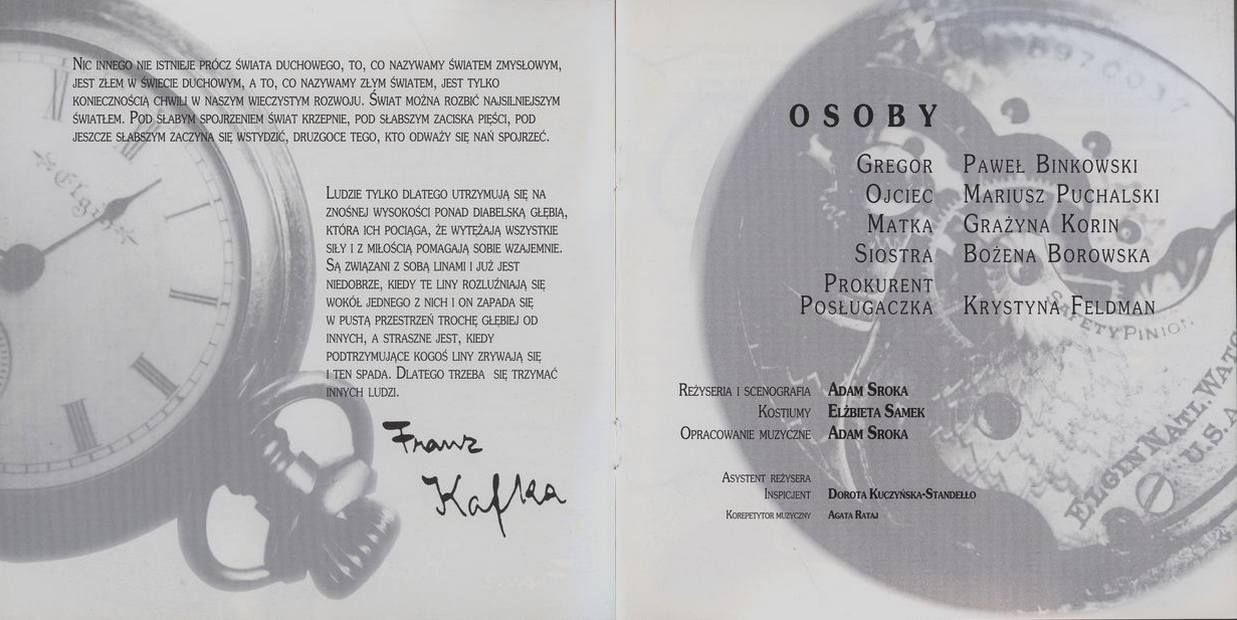 Nic innego nie istnieje prócz świata duchowego, to, co nazywamy światem zmysłowym,
jest złem w świecie duchowym, a to, co nazywamy złym światem, jest tylko
koniecznością chwili w naszym wieczystym rozwoju. Świat można rozbić najsilniejszym
światłem. Pod słabym spojrzeniem świat krzepnie, pod słabszym zaciska pięści, pod
jeszcze słabszym zaczyna się wstydzić, druzgoce tego, kto odważy się nań spojrzeć.
Ludzie tylko dlatego utrzymują się na
znośnej wysokości ponad diabelską głębią,
która ich pociąga, że wytężają wszystkie
siły i z miłością pomagają sobie wzajemnie.
Są związani z sobą linami i już jest
niedobrze, kiedy te liny rozluźniają się
wokół jednego z nich i on zapada się
w pustą przestrzeń trochę głębiej od
innych, a straszne jest, kiedy
podtrzymujące kogoś liny zrywają się
i ten spada. Dlatego trzeba się trzymać
innych ludzi.
Franz
Kafka
Elgin
OSOBY
Gregor Paweł Binkowski
Ojciec Mariusz Puchalski
Matka Grażyna Korin
Siostra Bożena Borowska
Prokurent
Posługaczka Krystyna Feldman
Reżyseria i scenografia Adam Sroka
Kostiumy Elżbieta Samek
Opracowanie muzyczne Adam Sroka
Asystent reżysera
Inspicjent Dorota Kuczyńska-Standełło
Korepetytor muzyczny Agata Rataj
8976037
SAFETY PINION
ELGIN NATL. WATC
U.S.A.